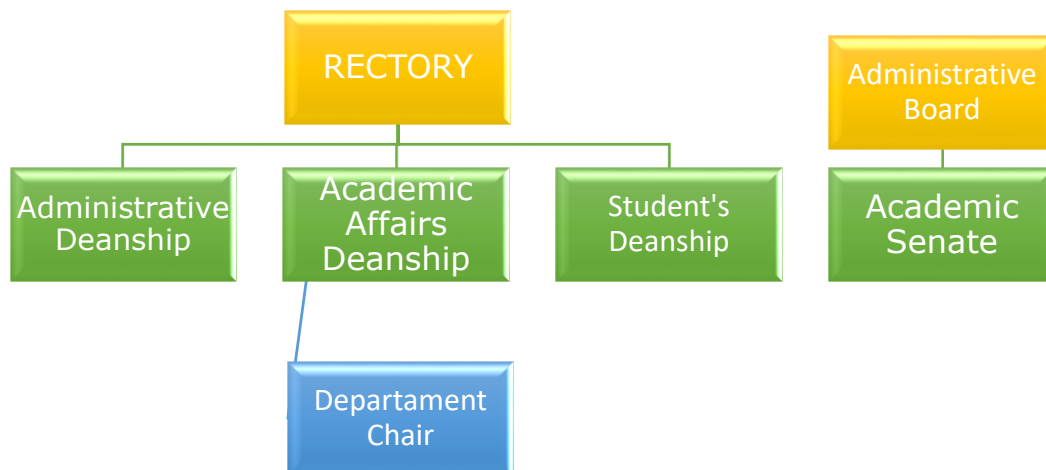 RECTORY
Administrative
Board
Administrative
Deanship
Academic
Affairs
Deanship
Student's
Deanship
Academic
Senate
Departament
Chair